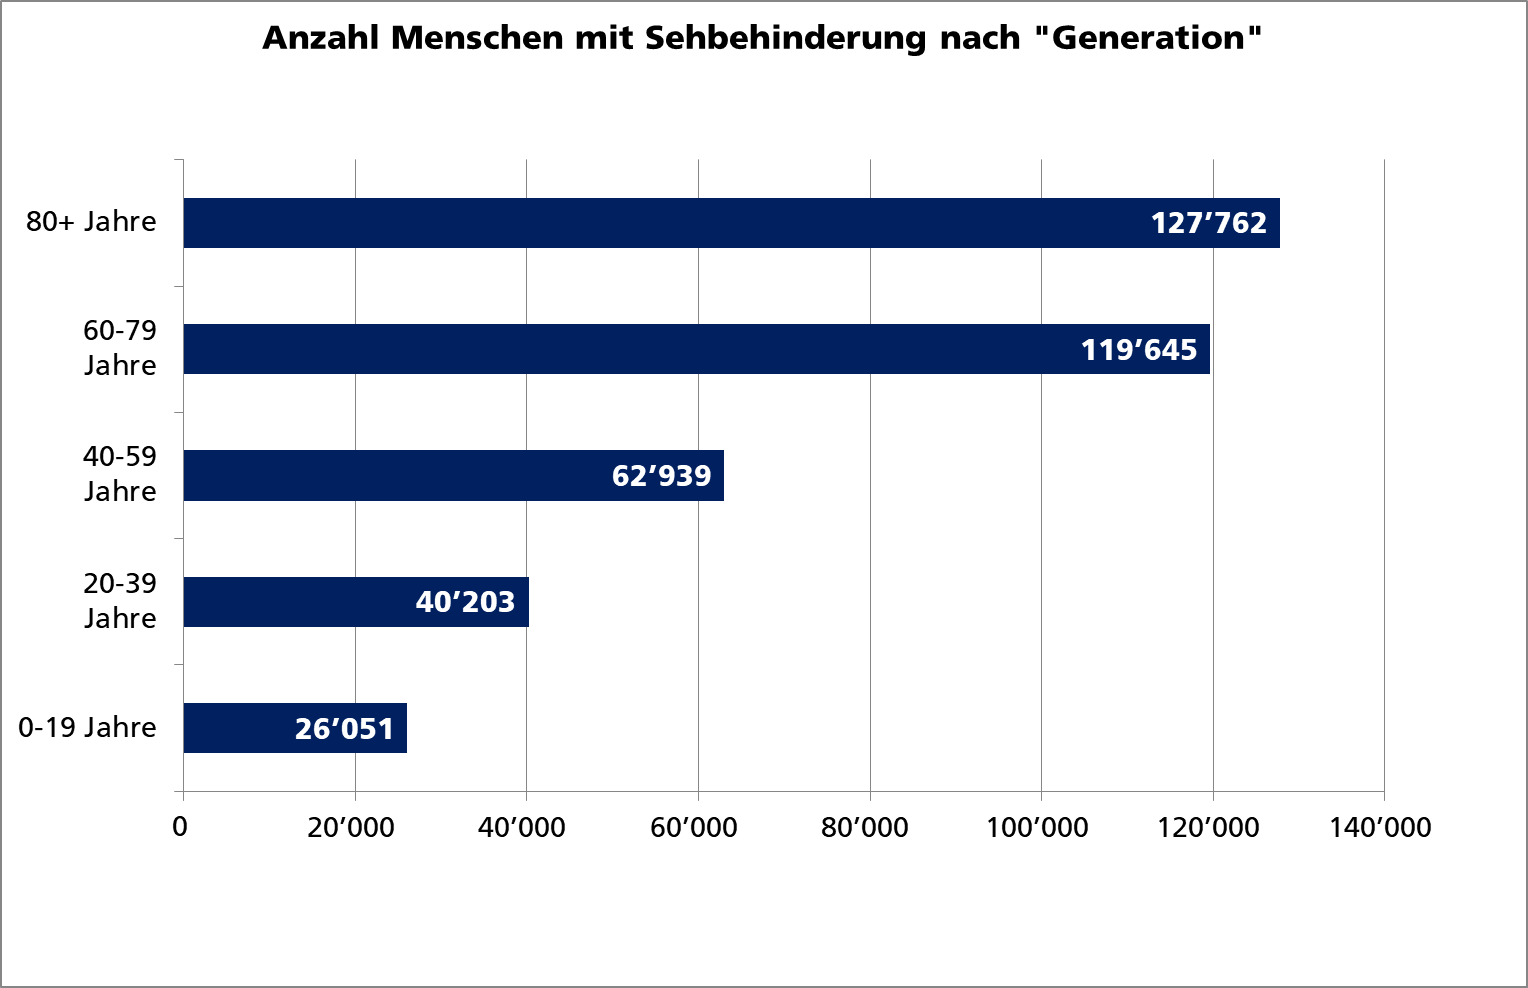 Anzahl Menschen mit Sehbehinderung nach "Generation"
80+ Jahre
127’762
60-79
Jahre
119’645
40-59
Jahre
62’939
20-39
Jahre
40’203
0-19 Jahre
26’051
0 20’000 40’000 60’000 80’000 100’000 120’000 140’000